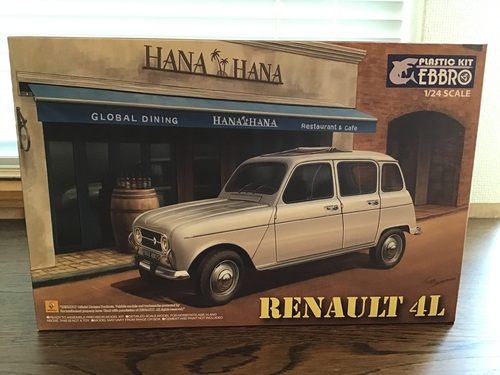 HANA HANA
PLASTIC KIT
EBBRO
1/24 SCALE
GLOBAL DINING HANA HANA Restaurant & Cafe
RENAULT 4L